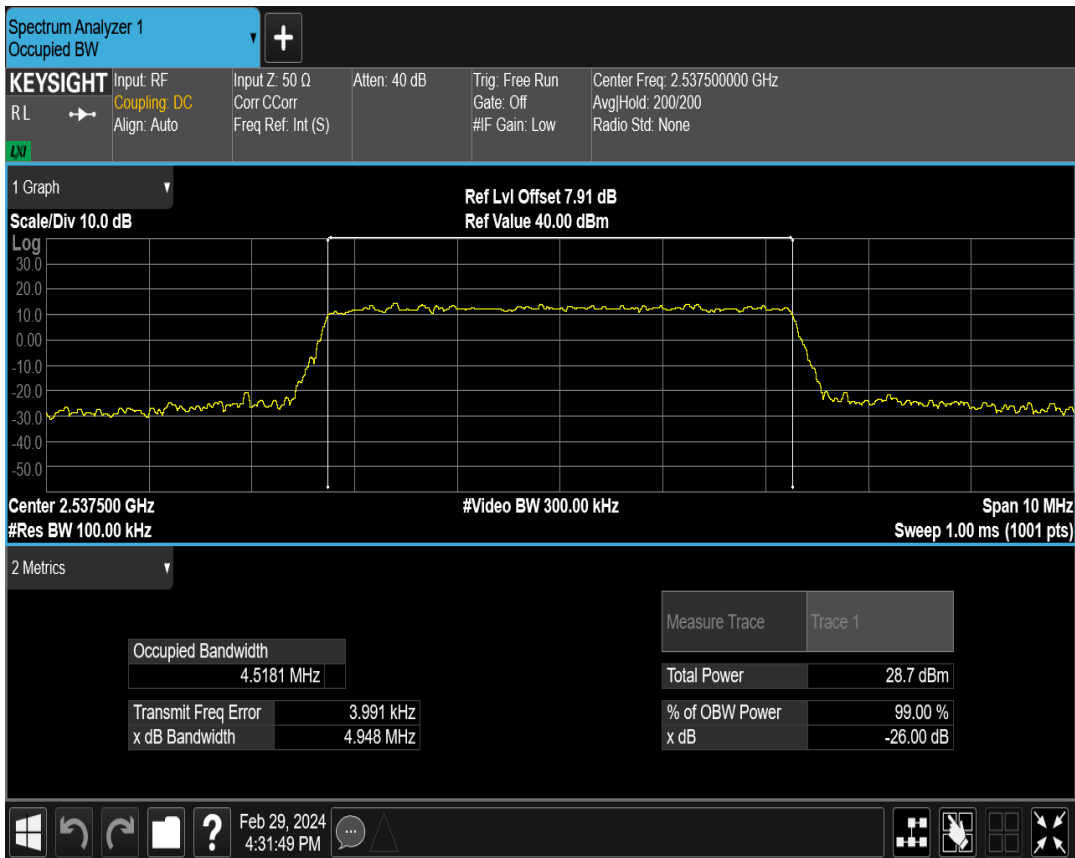 Spectrum Analyzer 1
Occupied BW
KEYSIGHT Input: RF Input Z: 50 Ω Atten: 40 dB Trig: Free Run Center Freq: 2.537500000 GHz
RL Coupling: DC Corr CCorr Gate: Off Avg|Hold: 200/200
Align: Auto Freq Ref: Int (S) #IF Gain: Low Radio Std: None
LXI
1 Graph
Ref Lvl Offset 7.91 dB
Scale/Div 10.0 dB Ref Value 40.00 dBm
Log
30.0
20.0
10.0
0.00
-10.0
-20.0
-30.0
-40.0
-50.0
Center 2.537500 GHz #Video BW 300.00 kHz Span 10 MHz
#Res BW 100.00 kHz Sweep 1.00 ms (1001 pts)
2 Metrics
Measure Trace Trace 1
Occupied Bandwidth
4.5181 MHz Total Power 28.7 dBm
Transmit Freq Error 3.991 kHz % of OBW Power 99.00 %
x dB Bandwidth 4.948 MHz x dB -26.00 dB
Feb 29, 2024
4:31:49 PM